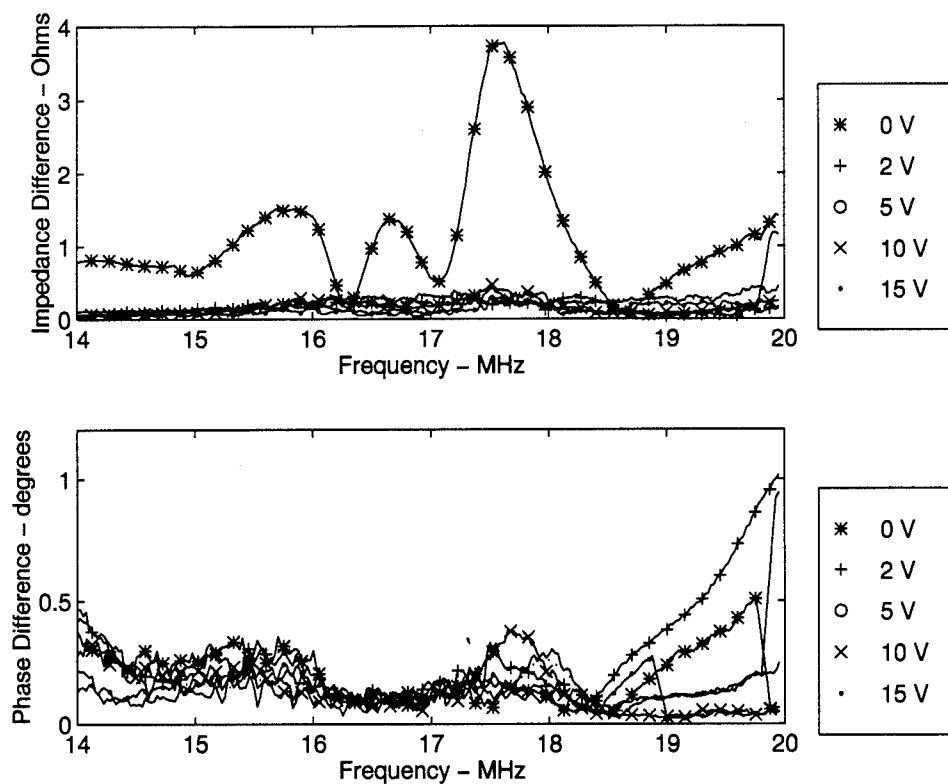 Impedance Difference – Ohms
4
3
2
1
0
14 15 16 17 18 19 20
Frequency – MHz
0 V
2 V
5 V
10 V
15 V
Phase Difference – degrees
1
0.5
0
14 15 16 17 18 19 20
Frequency – MHz
0 V
2 V
5 V
10 V
15 V